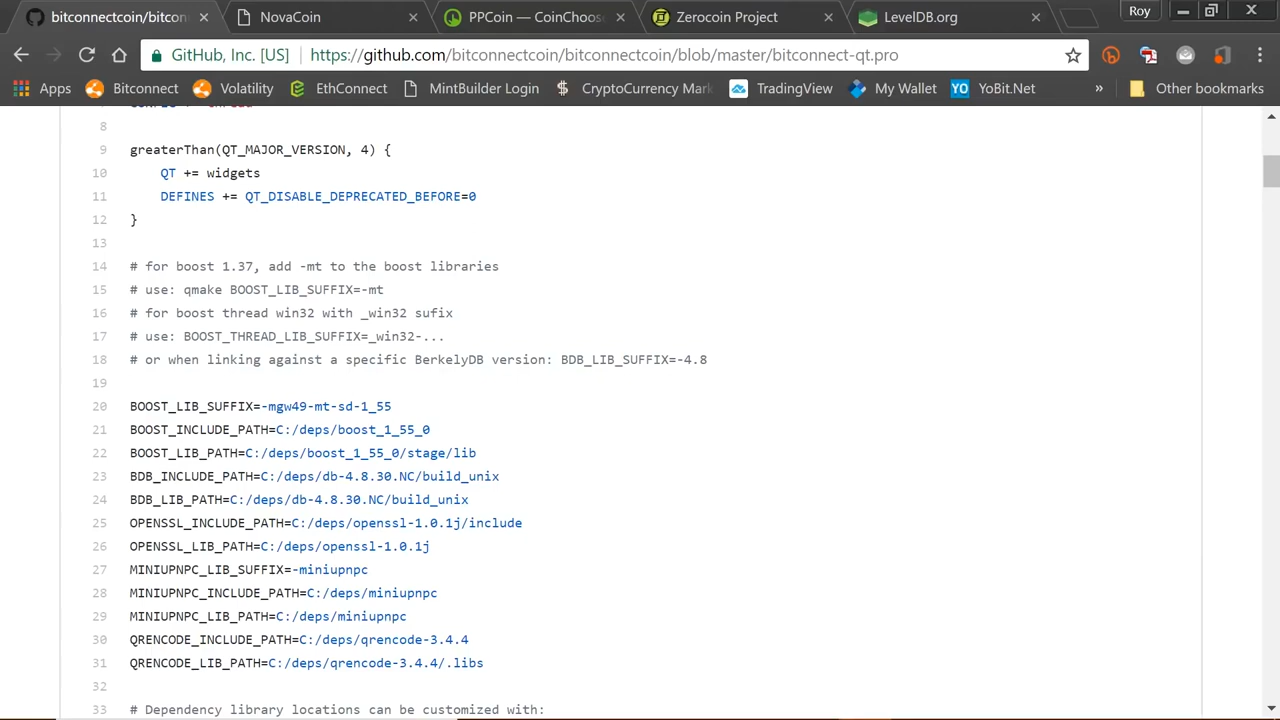 bitconnectcoin/bitconn
NovaCoin
PPCoin — CoinChoose
Zerocoin Project
LevelDB.org
Roy
GitHub, Inc. [US]
https://github.com/bitconnectcoin/bitconnectcoin/blob/master/bitconnect-qt.pro
Apps
Bitconnect
Volatility
EthConnect
MintBuilder Login
CryptoCurrency Mark
TradingView
My Wallet
YO YoBit.Net
»
Other bookmarks
8
9 greaterThan(QT_MAJOR_VERSION, 4) {
10 QT += widgets
11 DEFINES += QT_DISABLE_DEPRECATED_BEFORE=0
12 }
13
14 # for boost 1.37, add -mt to the boost libraries
15 # use: qmake BOOST_LIB_SUFFIX=-mt
16 # for boost thread win32 with _win32 sufix
17 # use: BOOST_THREAD_LIB_SUFFIX=_win32-...
18 # or when linking against a specific BerkelyDB version: BDB_LIB_SUFFIX=-4.8
19
20 BOOST_LIB_SUFFIX=-mgw49-mt-sd-1_55
21 BOOST_INCLUDE_PATH=C:/deps/boost_1_55_0
22 BOOST_LIB_PATH=C:/deps/boost_1_55_0/stage/lib
23 BDB_INCLUDE_PATH=C:/deps/db-4.8.30.NC/build_unix
24 BDB_LIB_PATH=C:/deps/db-4.8.30.NC/build_unix
25 OPENSSL_INCLUDE_PATH=C:/deps/openssl-1.0.1j/include
26 OPENSSL_LIB_PATH=C:/deps/openssl-1.0.1j
27 MINIUPNPC_LIB_SUFFIX=-miniupnpc
28 MINIUPNPC_INCLUDE_PATH=C:/deps/miniupnpc
29 MINIUPNPC_LIB_PATH=C:/deps/miniupnpc
30 QRENCODE_INCLUDE_PATH=C:/deps/qrencode-3.4.4
31 QRENCODE_LIB_PATH=C:/deps/qrencode-3.4.4/.libs
32
33 # Dependency library locations can be customized with: